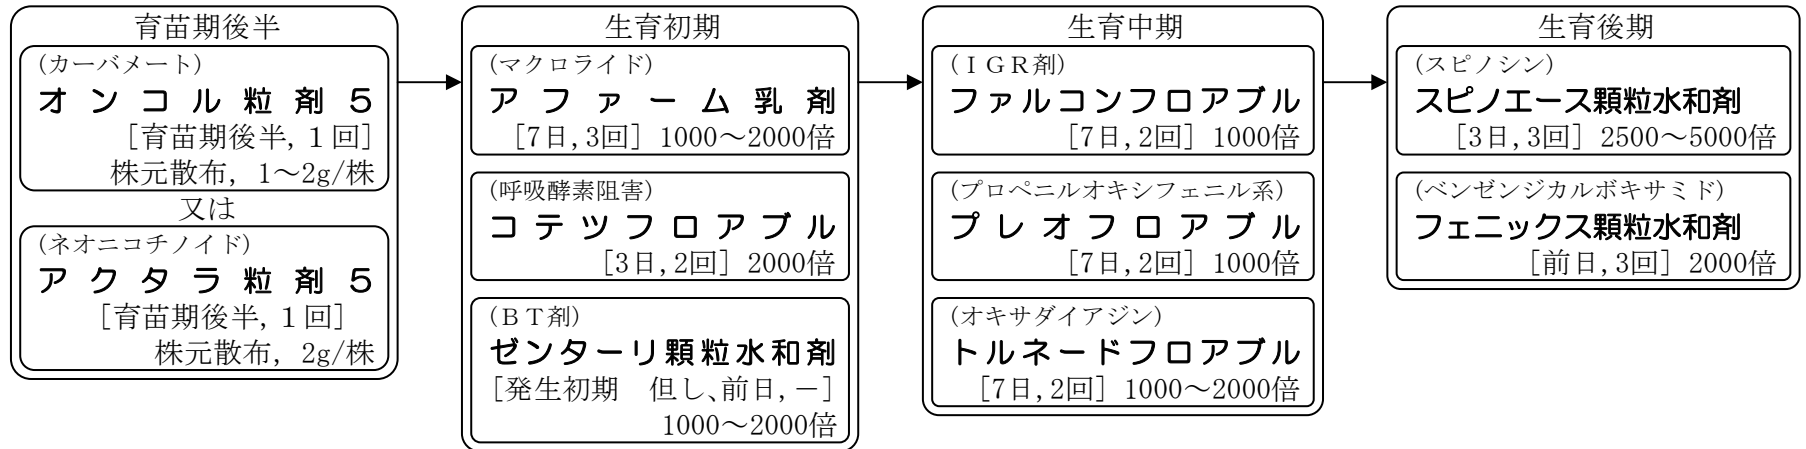 育苗期後半
(カーバメート)
オンコル粒剤5
[育苗期後半,1回]
株元散布, 1～2g/株
又は
(ネオニコチノイド)
アクタラ粒剤5
[育苗期後半,1回]
株元散布, 2g/株
生育初期
(マクロライド)
アファーム乳剤
[7日,3回] 1000～2000倍
(呼吸酵素阻害)
コテツフロアブル
[3日,2回] 2000倍
(BT剤)
ゼンターリ顆粒水和剤
[発生初期 但し、前日,－]
1000～2000倍
生育中期
(IGR剤)
ファルコンフロアブル
[7日,2回] 1000倍
(プロペニルオキシフェニル系)
プレオフロアブル
[7日,2回] 1000倍
(オキサダイアジン)
トルネードフロアブル
[7日,2回] 1000～2000倍
生育後期
(スピノシン)
スピノエース顆粒水和剤
[3日,3回] 2500～5000倍
(ベンゼンジカルボキサミド)
フェニックス顆粒水和剤
[前日,3回] 2000倍